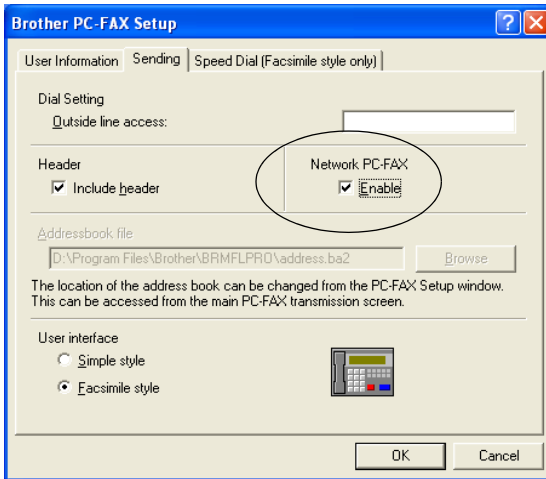 Brother PC-FAX Setup
User Information Sending Speed Dial (Facsimile style only)
Dial Setting
Outside line access:
Header Network PC-FAX
Include header Enable
Addressbook file
D:\Program Files\Brother\BRMFLPRO\address.ba2 Browse
The location of the address book can be changed from the PC-FAX Setup window.
This can be accessed from the main PC-FAX transmission screen.
User interface
Simple style
Facsimile style
OK Cancel